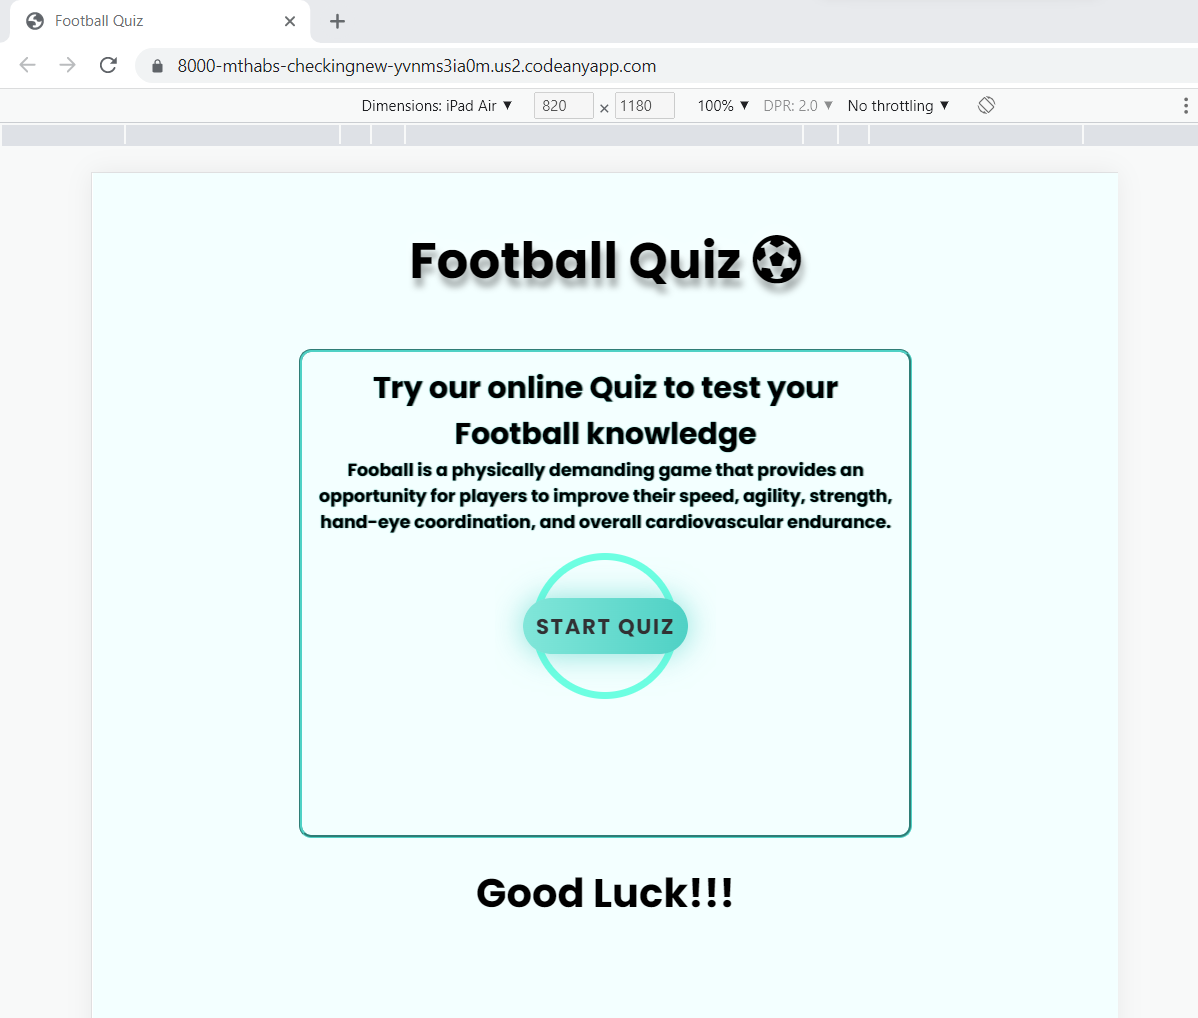 Football Quiz
8000-mthabs-checkingnew-yvnms3ia0m.us2.codeanyapp.com
Dimensions: iPad Air ▼ 820 × 1180 100% ▼ DPR: 2.0 ▼ No throttling ▼
Football Quiz
Try our online Quiz to test your
Football knowledge
Fooball is a physically demanding game that provides an
opportunity for players to improve their speed, agility, strength,
hand-eye coordination, and overall cardiovascular endurance.
START QUIZ
Good Luck!!!